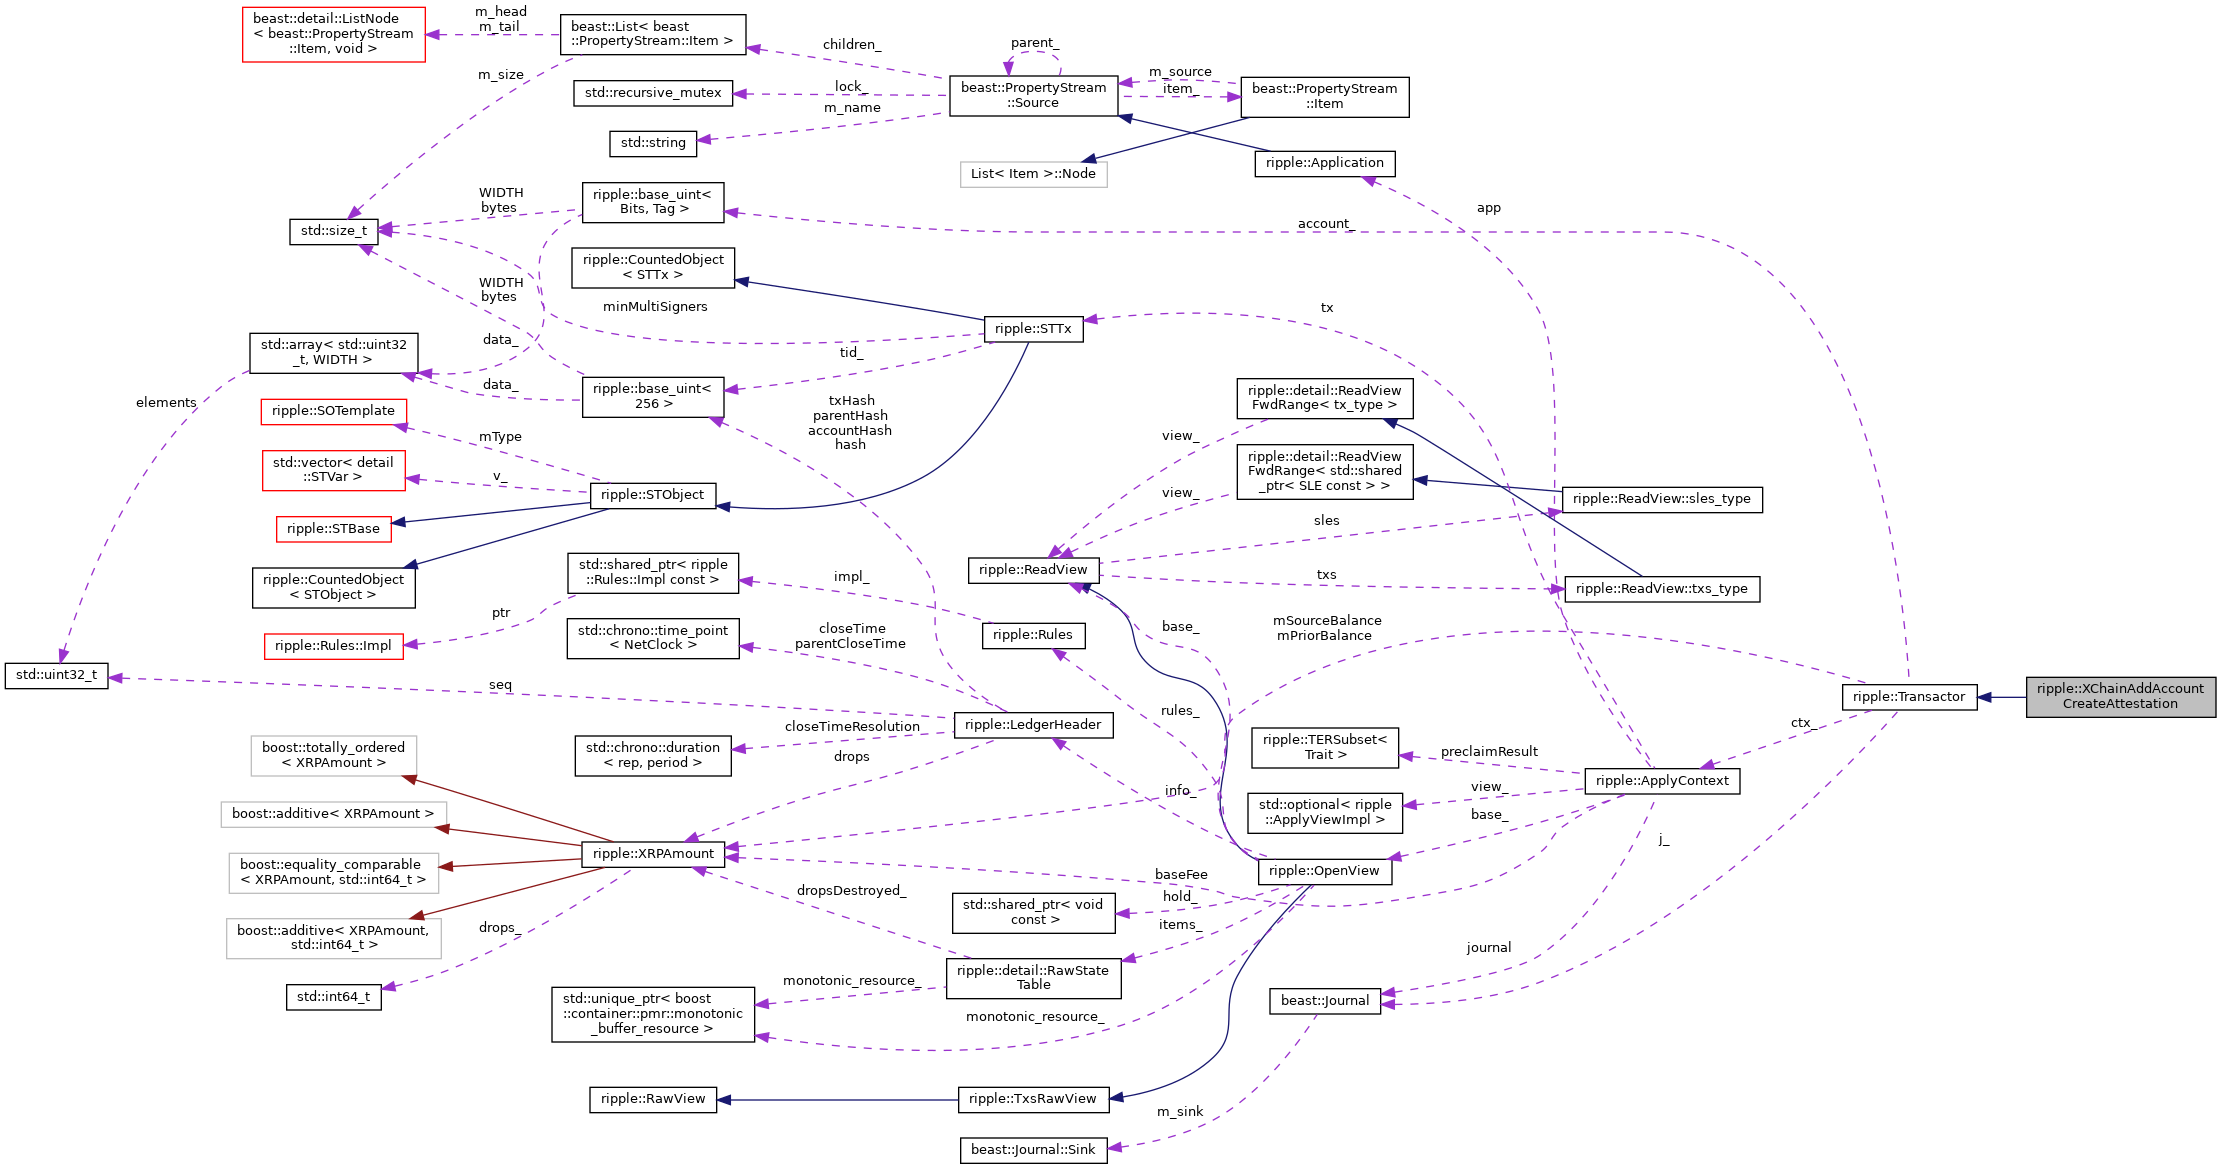 beast::detail::ListNode
< beast::PropertyStream
::Item, void >
m_head
m_tail
beast::List< beast
::PropertyStream::Item >
children_
parent_
m_size
std::recursive_mutex
lock_
m_name
std::string
beast::PropertyStream
::Source
m_source
item_
beast::PropertyStream
::Item
List< Item >::Node
ripple::Application
app
WIDTH
bytes
ripple::base_uint<
Bits, Tag >
account_
std::size_t
ripple::CountedObject
< STTx >
WIDTH
bytes
minMultiSigners
ripple::STTx
tx
std::array< std::uint32
_t, WIDTH >
data_
tid_
data_
ripple::base_uint<
256 >
elements
ripple::SOTemplate
mType
txHash
parentHash
accountHash
hash
ripple::detail::ReadView
FwdRange< tx_type >
view_
std::vector< detail
::STVar >
v_
ripple::STObject
ripple::detail::ReadView
FwdRange< std::shared
_ptr< SLE const > >
view_
ripple::ReadView::sles_type
sles
ripple::STBase
ripple::CountedObject
< STObject >
std::shared_ptr< ripple
::Rules::Impl const >
impl_
ripple::ReadView
txs
ripple::ReadView::txs_type
ptr
ripple::Rules::Impl
std::chrono::time_point
< NetClock >
closeTime
parentCloseTime
ripple::Rules
base_
mSourceBalance
mPriorBalance
std::uint32_t
seq
ripple::LedgerHeader
rules_
ripple::Transactor
ripple::XChainAddAccount
CreateAttestation
closeTimeResolution
std::chrono::duration
< rep, period >
drops
ctx_
boost::totally_ordered
< XRPAmount >
ripple::TERSubset<
Trait >
preclaimResult
ripple::ApplyContext
info_
std::optional< ripple
::ApplyViewImpl >
view_
base_
boost::additive< XRPAmount >
ripple::XRPAmount
j_
boost::equality_comparable
< XRPAmount, std::int64_t >
dropsDestroyed_
baseFee
ripple::OpenView
hold_
std::shared_ptr< void
const >
items_
boost::additive< XRPAmount,
std::int64_t >
drops_
journal
std::int64_t
monotonic_resource_
ripple::detail::RawState
Table
std::unique_ptr< boost
::container::pmr::monotonic
_buffer_resource >
monotonic_resource_
beast::Journal
ripple::RawView
ripple::TxsRawView
m_sink
beast::Journal::Sink